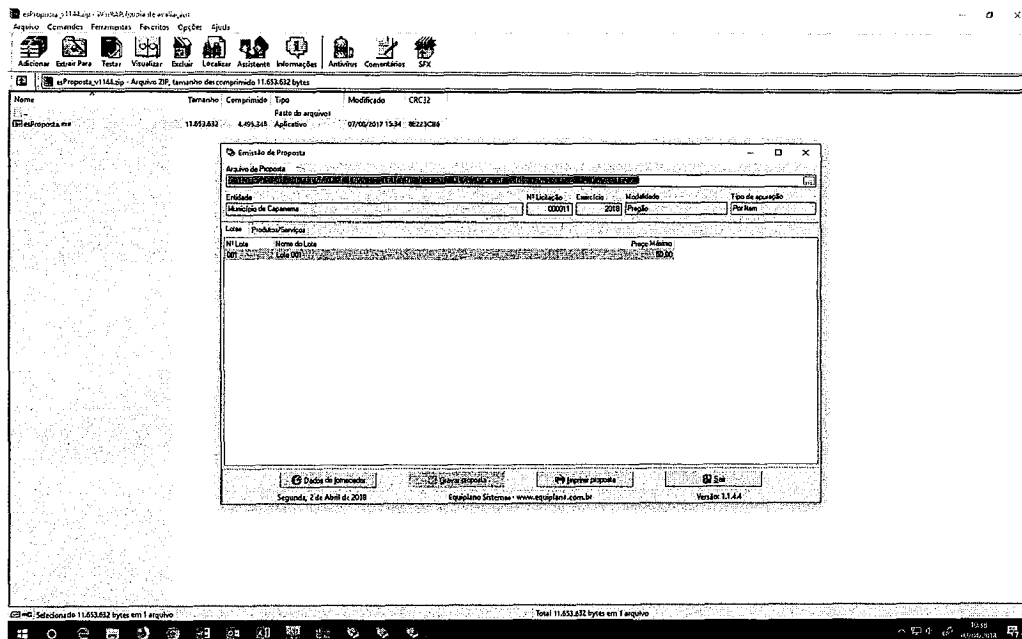 esProposta_v1144.zip - WinRAR (cópia de avaliação)
Arquivo Comandos Ferramentas Favoritos Opções Ajuda
Adicionar Extrair Para Testar Visualizar Excluir Localizar Assistente Informações Antivírus Comentários SFX
esProposta_v1144.zip - Arquivo ZIP, tamanho descomprimido 11.653.632 bytes
Nome Tamanho Comprimido Tipo Modificado CRC32
.. Pasta do arquivos
esProposta.exe 11.653.632 4.495.348 Aplicativo 07/06/2017 15:34
Emissão de Proposta
Arquivo de Proposta
Entidade Nº Licitação Exercício Modalidade Tipo de apuração
Município de Capanema 000011 2018 Pregão Por Item
Lotes Produtos/Serviços
Nº Lote Nome do Lote Preço Máximo
001 Lote 001
Dados do fornecedor Gravar proposta Imprimir proposta Sair
Segunda, 2 de Abril de 2018 Equiplano Sistemas - www.equiplano.com.br Versão: 1.1.4.4
Selecionado 11.653.632 bytes em 1 arquivo Total 11.653.632 bytes em 1 arquivo